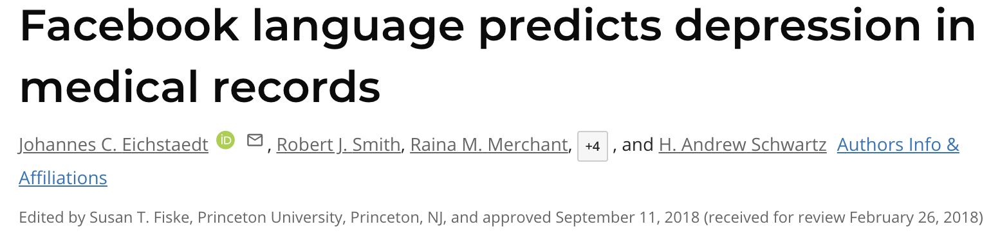 Facebook language predicts depression in
medical records
Johannes C. Eichstaedt iD , Robert J. Smith, Raina M. Merchant, +4 , and H. Andrew Schwartz Authors Info &
Affiliations
Edited by Susan T. Fiske, Princeton University, Princeton, NJ, and approved September 11, 2018 (received for review February 26, 2018)